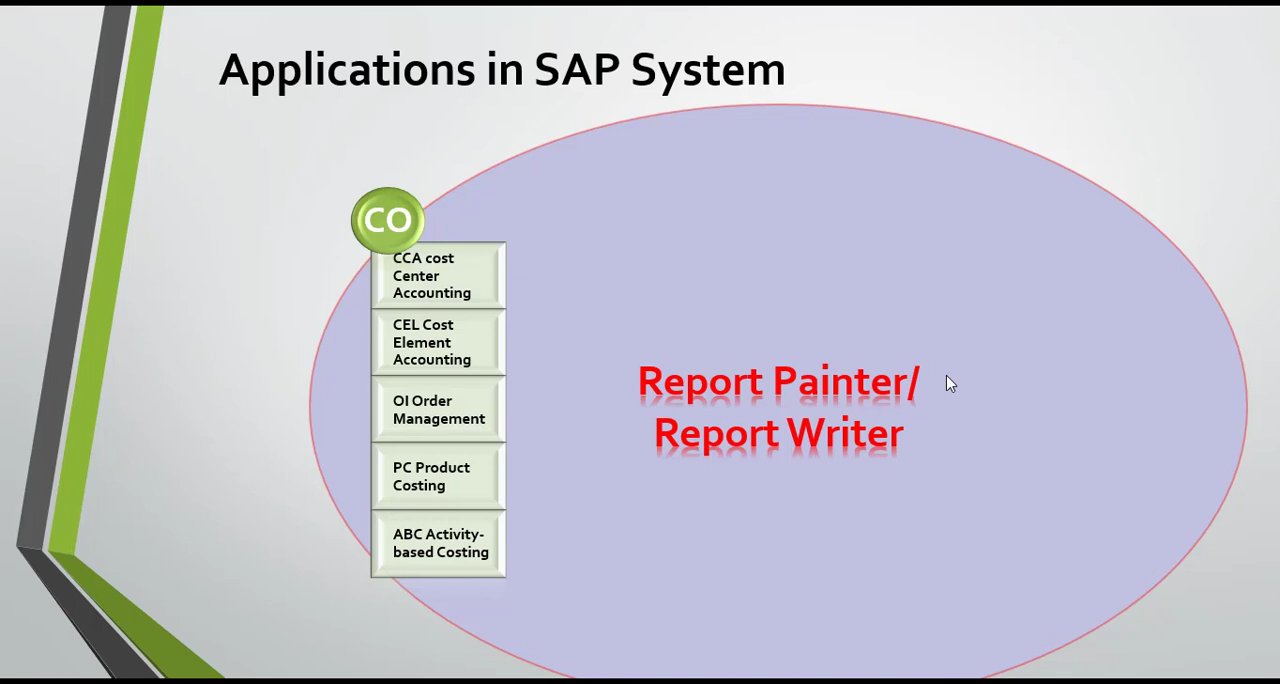 Applications in SAP System
CO
CCA cost
Center
Accounting
CEL Cost
Element
Accounting
OI Order
Management
PC Product
Costing
ABC Activity-
based Costing
Report Painter/
Report Writer